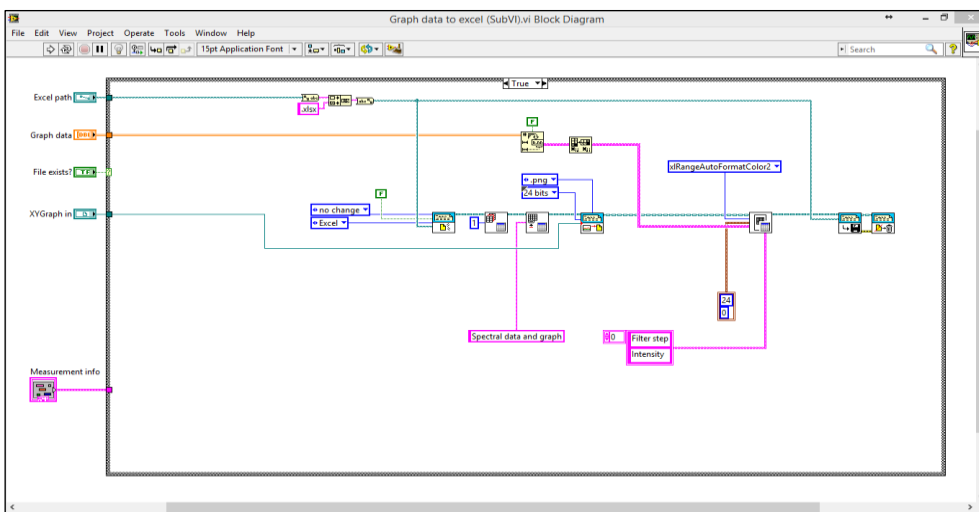 Graph data to excel (SubVI).vi Block Diagram
File Edit View Project Operate Tools Window Help
15pt Application Font
Search
True
Excel path
.xlsx
Graph data
F
File exists?
TF
xlRangeAutoFormatColor2
.png
24 bits
F
XYGraph in
no change
Excel
1
24
0
Spectral data and graph
0
Filter step
Intensity
Measurement info